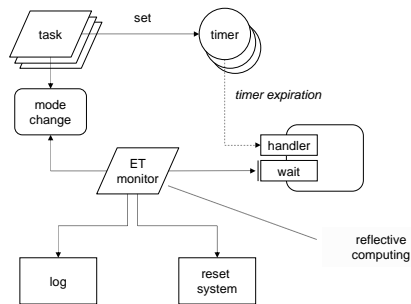 task
set
timer
timer expiration
mode
change
handler
wait
ET
monitor
reflective
computing
log
reset
system